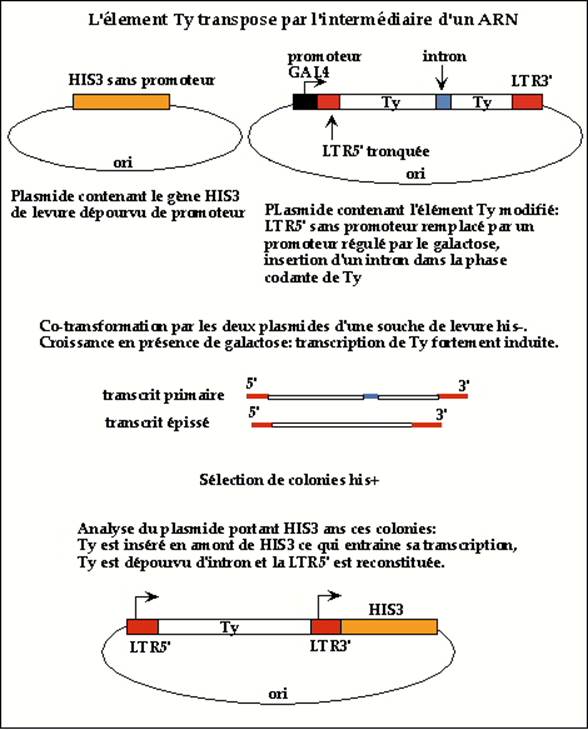 L'élement Ty transpose par l'intermédiaire d'un ARN
HIS3 sans promoteur
ori
Plasmide contenant le gène HIS3
de levure dépourvu de promoteur
promoteur
GAL4
intron
LTR3'
Ty
Ty
LTR5' tronquée
ori
PLasmide contenant l'élément Ty modifié:
LTR5' sans promoteur remplacé par un
promoteur régulé par le galactose,
insertion d'un intron dans la phase
codante de Ty
Co-transformation par les deux plasmides d'une souche de levure his-.
Croissance en présence de galactose: transcription de Ty fortement induite.
transcrit primaire
5'
3'
transcrit épissé
5'
3'
Sélection de colonies his+
Analyse du plasmide portant HIS3 ans ces colonies:
Ty est inséré en amont de HIS3 ce qui entraine sa transcription,
Ty est dépourvu d'intron et la LTR5' est reconstituée.
HIS3
Ty
LTR5'
LTR3'
ori